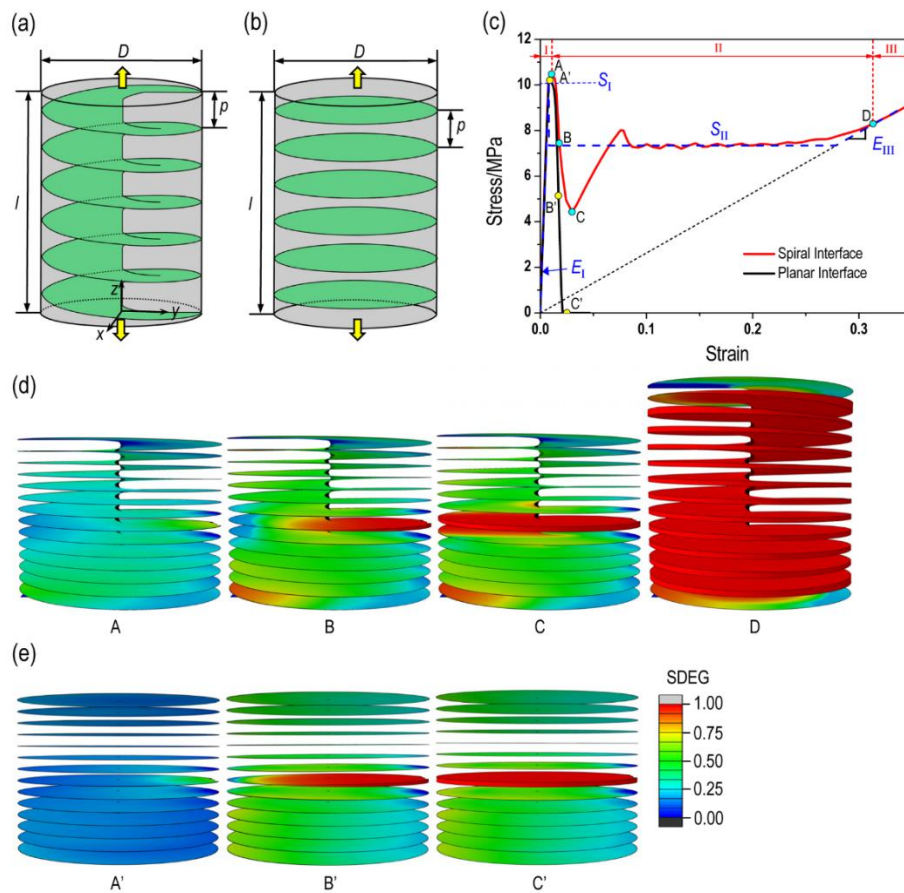 (a)
D
p
l
z
y
x
(b)
D
p
l
(c)
I
II
III
12
10
8
6
4
2
0
Stress/MPa
A
A'
S_I
B
S_II
D
E_III
B'
C
E_I
C'
Spiral Interface
Planar Interface
0.0
0.1
0.2
0.3
Strain
(d)
A
B
C
D
(e)
SDEG
1.00
0.75
0.50
0.25
0.00
A'
B'
C'